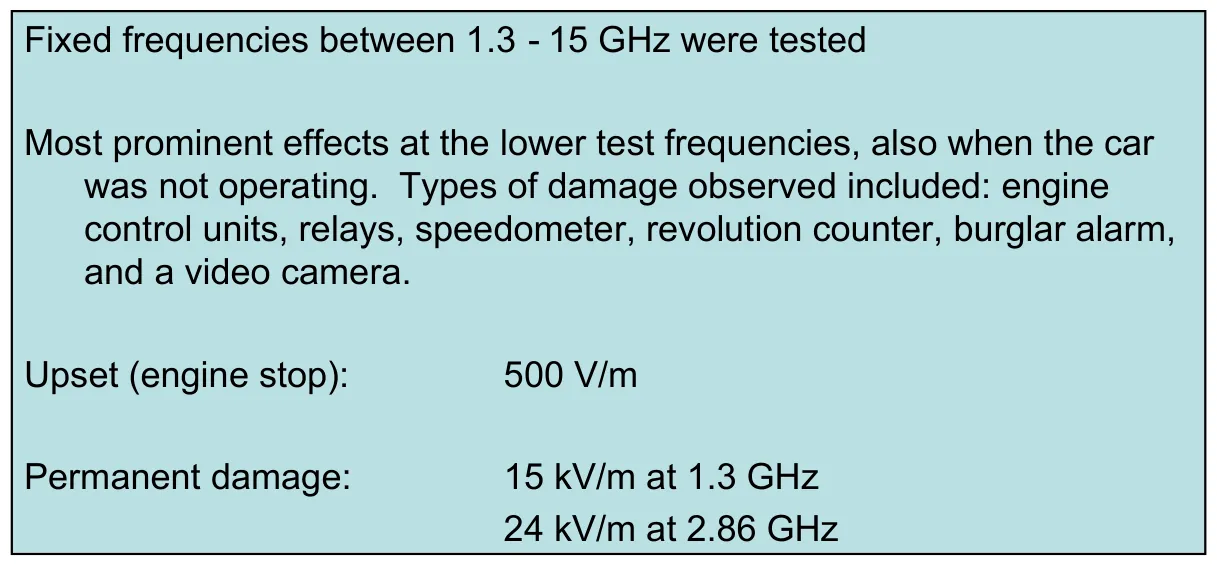 Fixed frequencies between 1.3 - 15 GHz were tested
Most prominent effects at the lower test frequencies, also when the car
was not operating. Types of damage observed included: engine
control units, relays, speedometer, revolution counter, burglar alarm,
and a video camera.
Upset (engine stop): 500 V/m
Permanent damage: 15 kV/m at 1.3 GHz
24 kV/m at 2.86 GHz